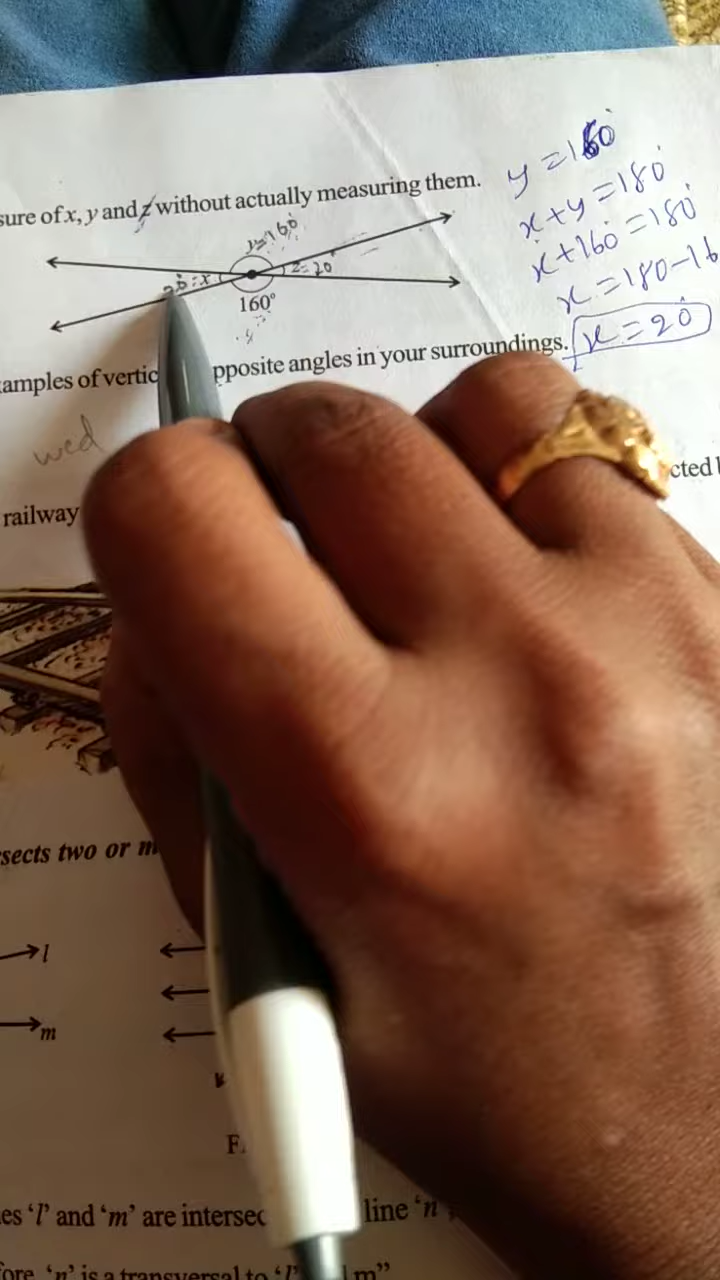 sure of x, y and z without actually measuring them.
y = 160°
x + y = 180°
x + 160° = 180°
x = 180 - 16
x = 20°
y=160°
20°=x
z=20°
160°
amples of vertic pposite angles in your surroundings.
wed
cted
railway
sects two or m
l
m
F
es ‘l’ and ‘m’ are intersec line ‘n
fore, ‘n’ is a transversal to ‘l’ m”